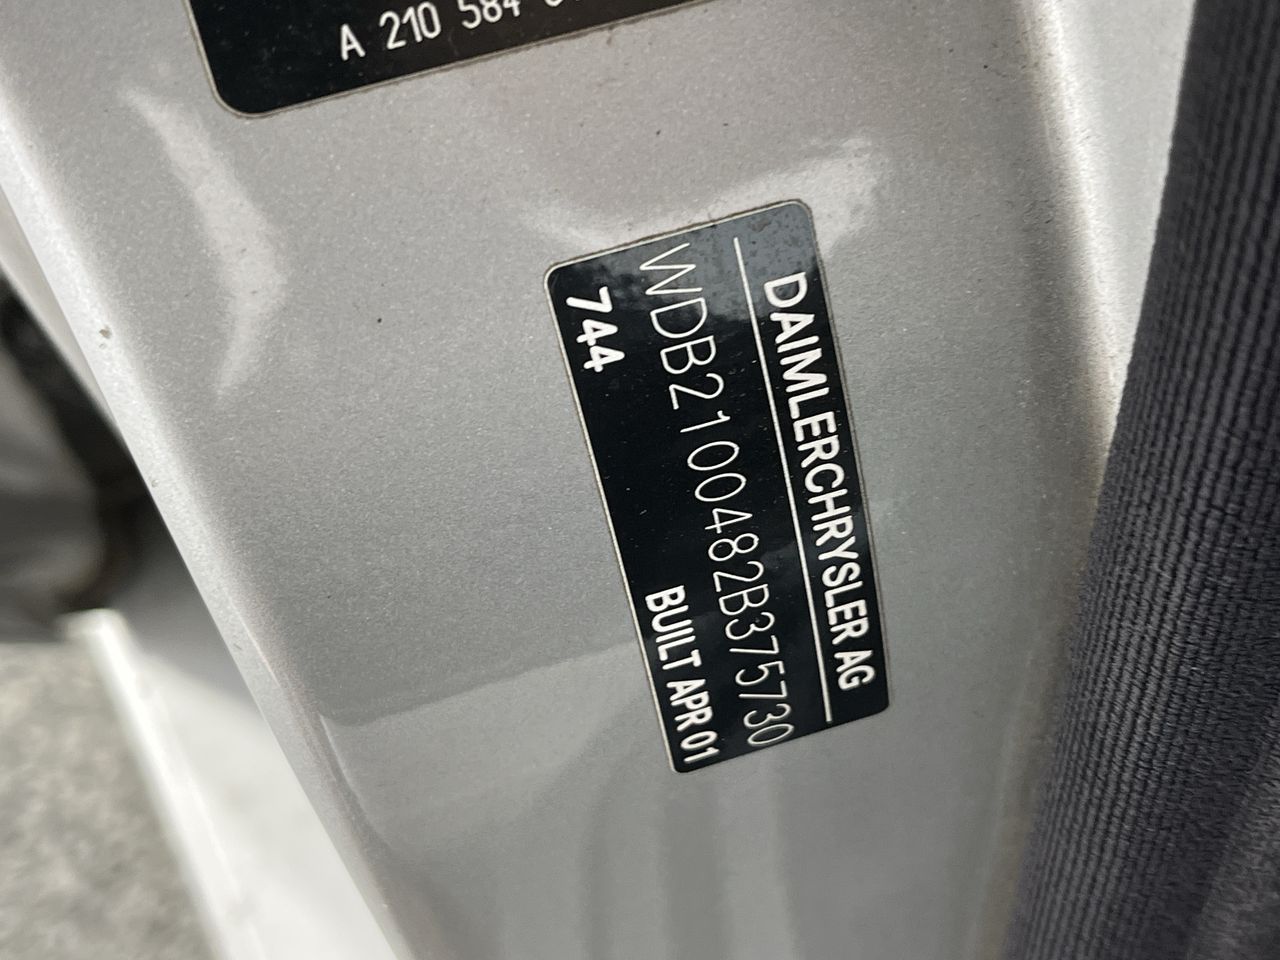 A 210 584
DAIMLERCHRYSLER AG
WDB2100482B375730
744 BUILT APR 01